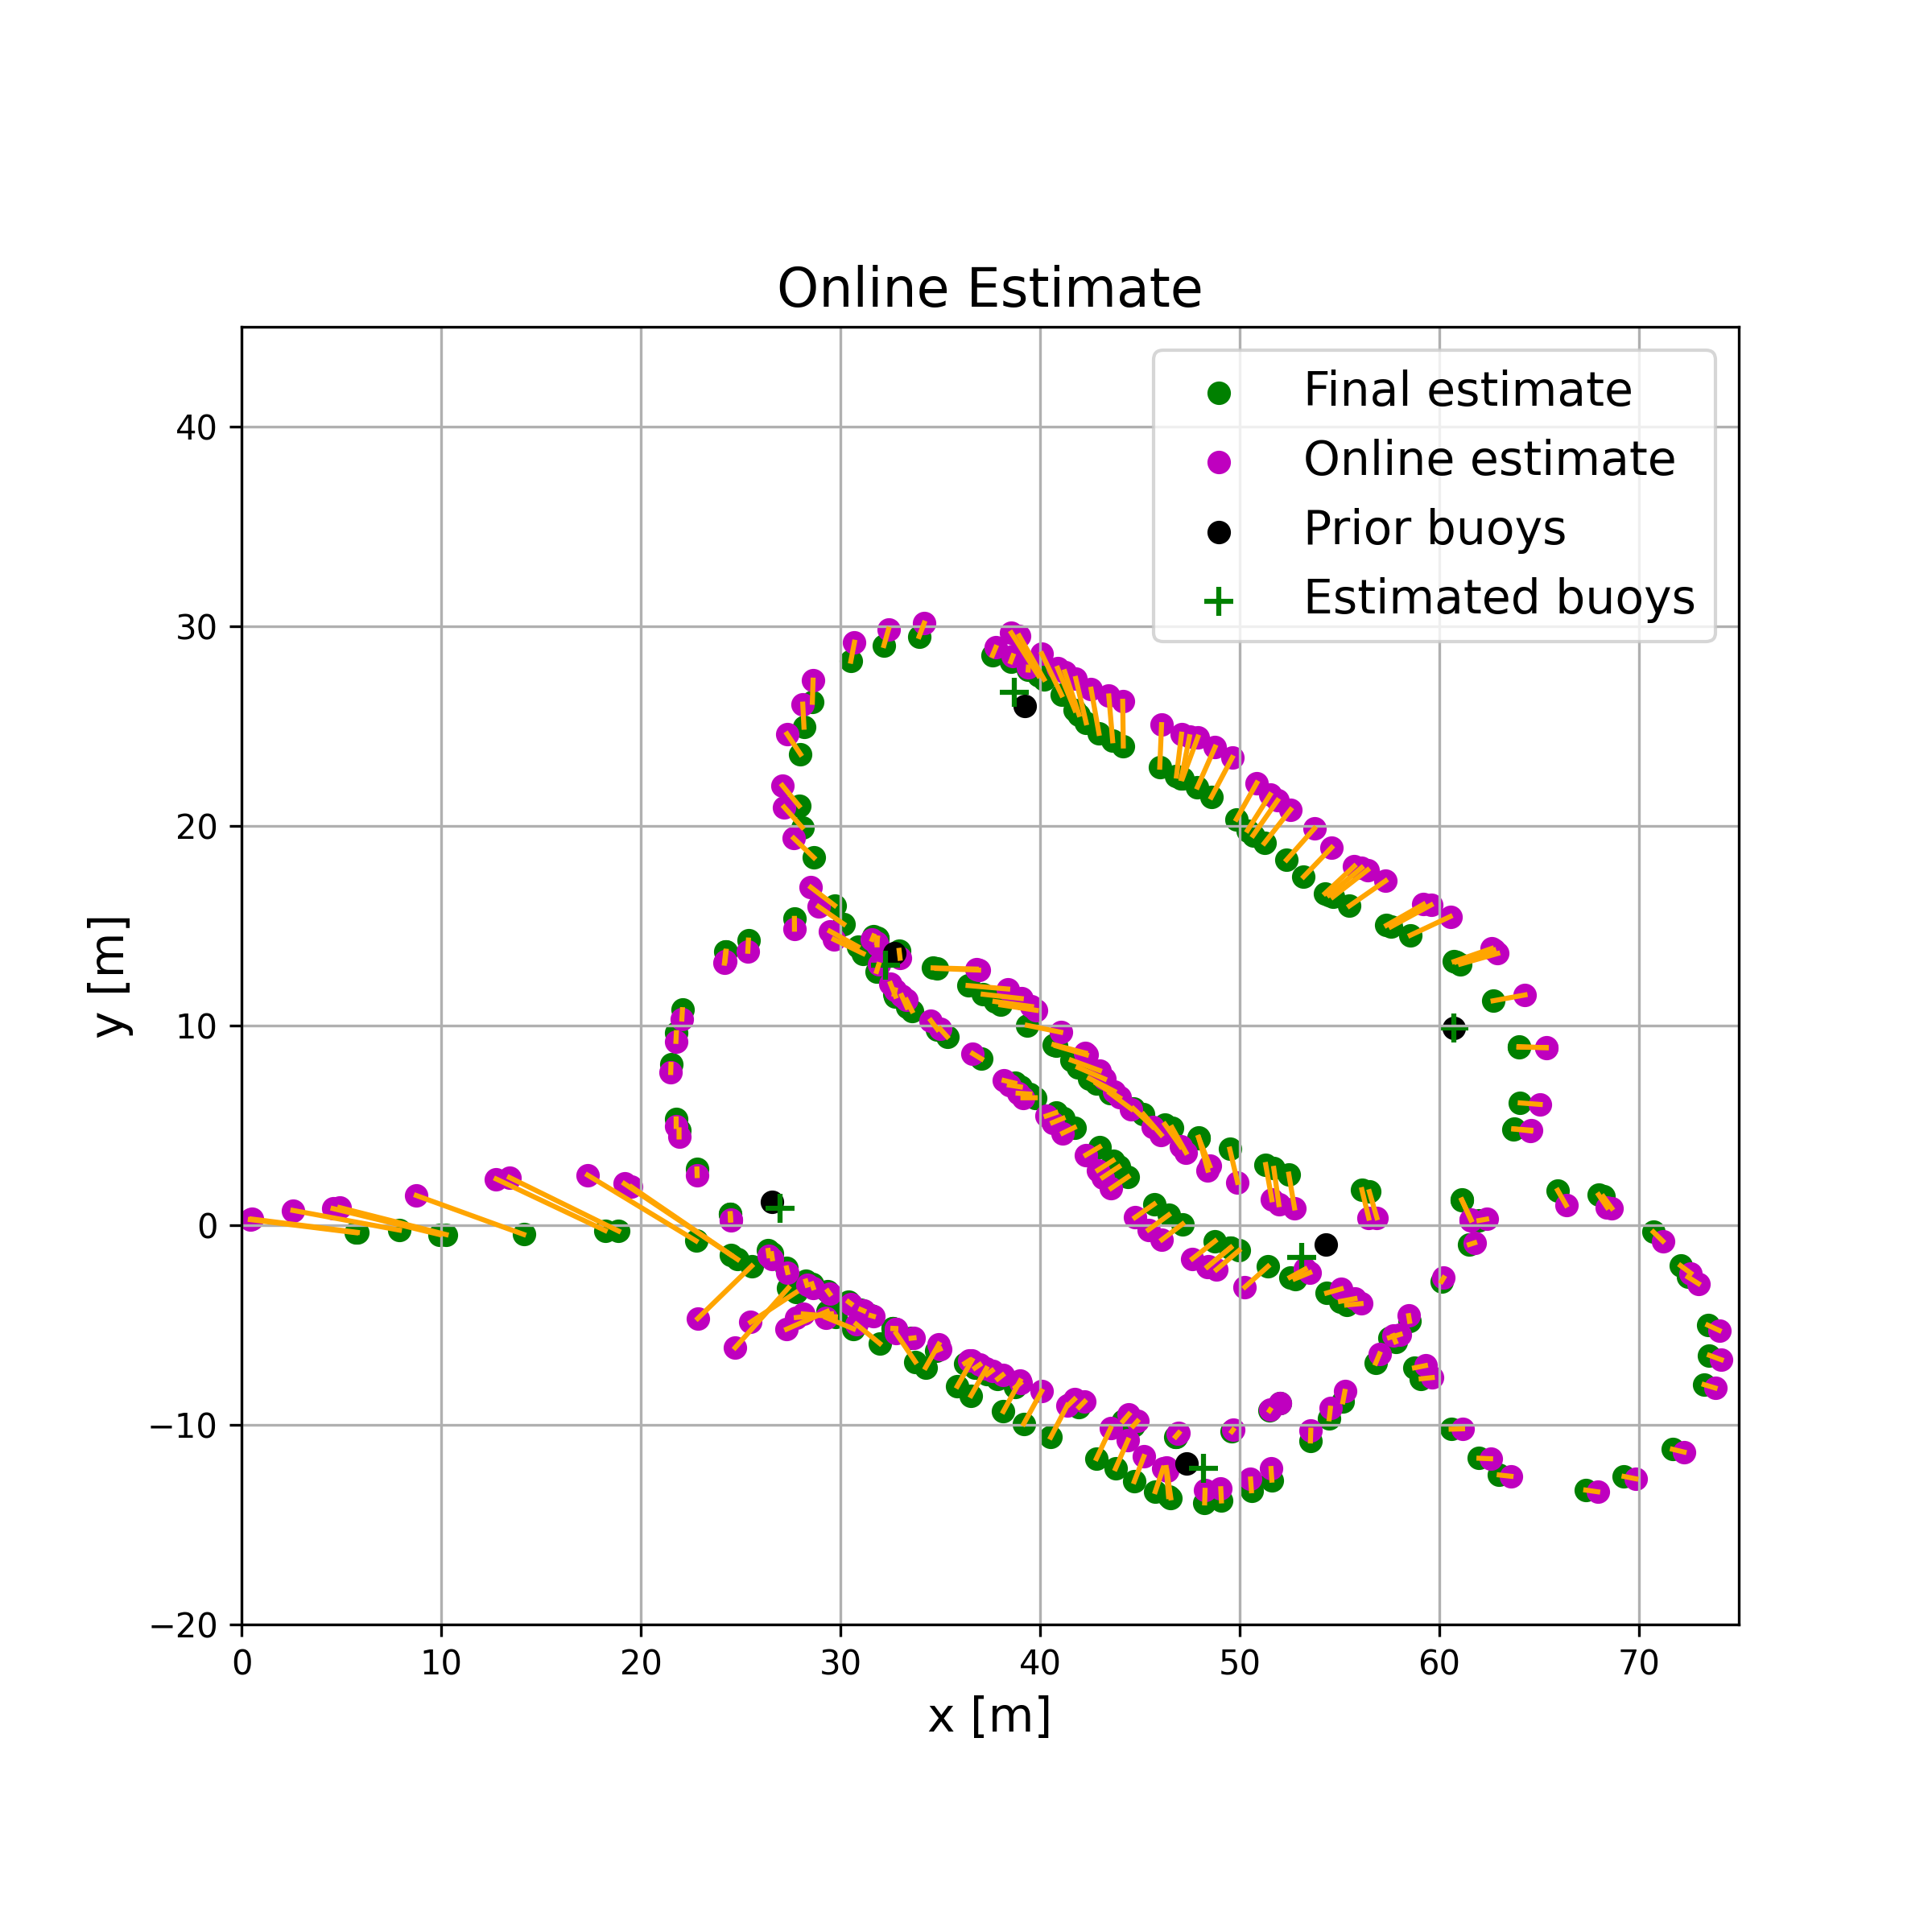 Online Estimate
Final estimate
Online estimate
Prior buoys
Estimated buoys
40
30
20
10
0
−10
−20
y [m]
0 10 20 30 40 50 60 70
x [m]